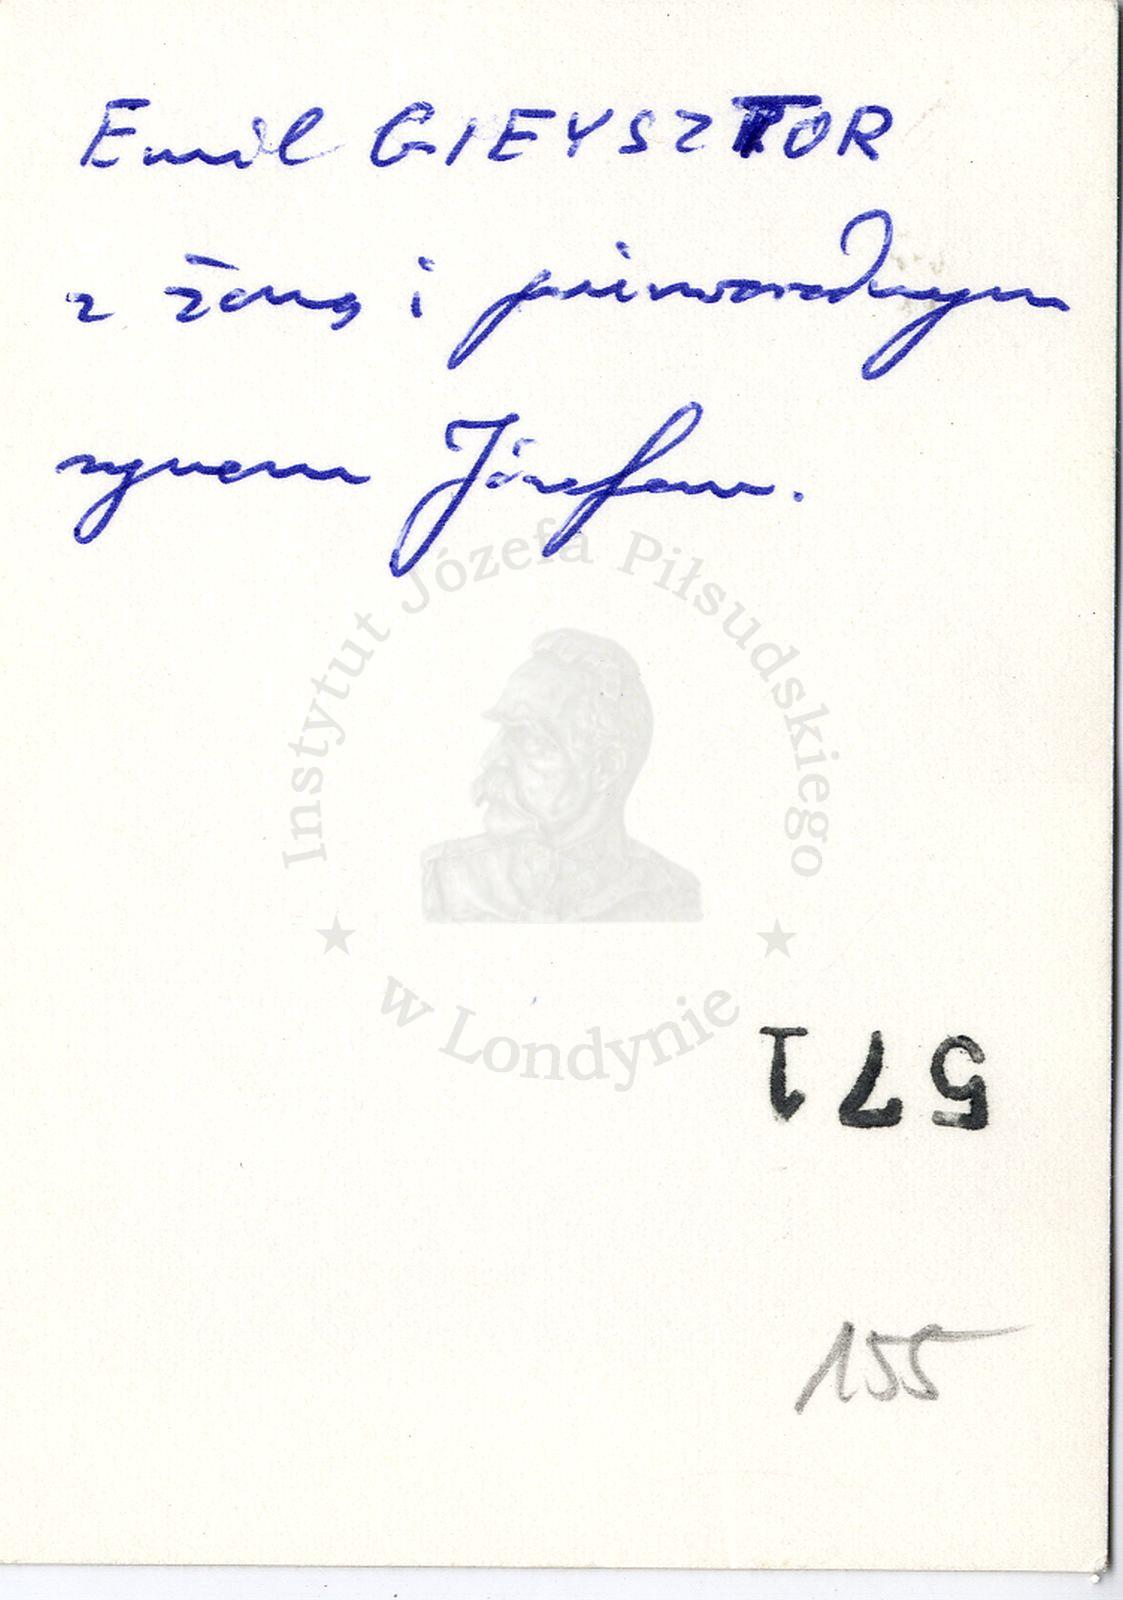 Emil GIEYSZTOR
z żoną i pierworodnym
synem Józefem.
Instytut Józefa Piłsudskiego
w Londynie
571
155